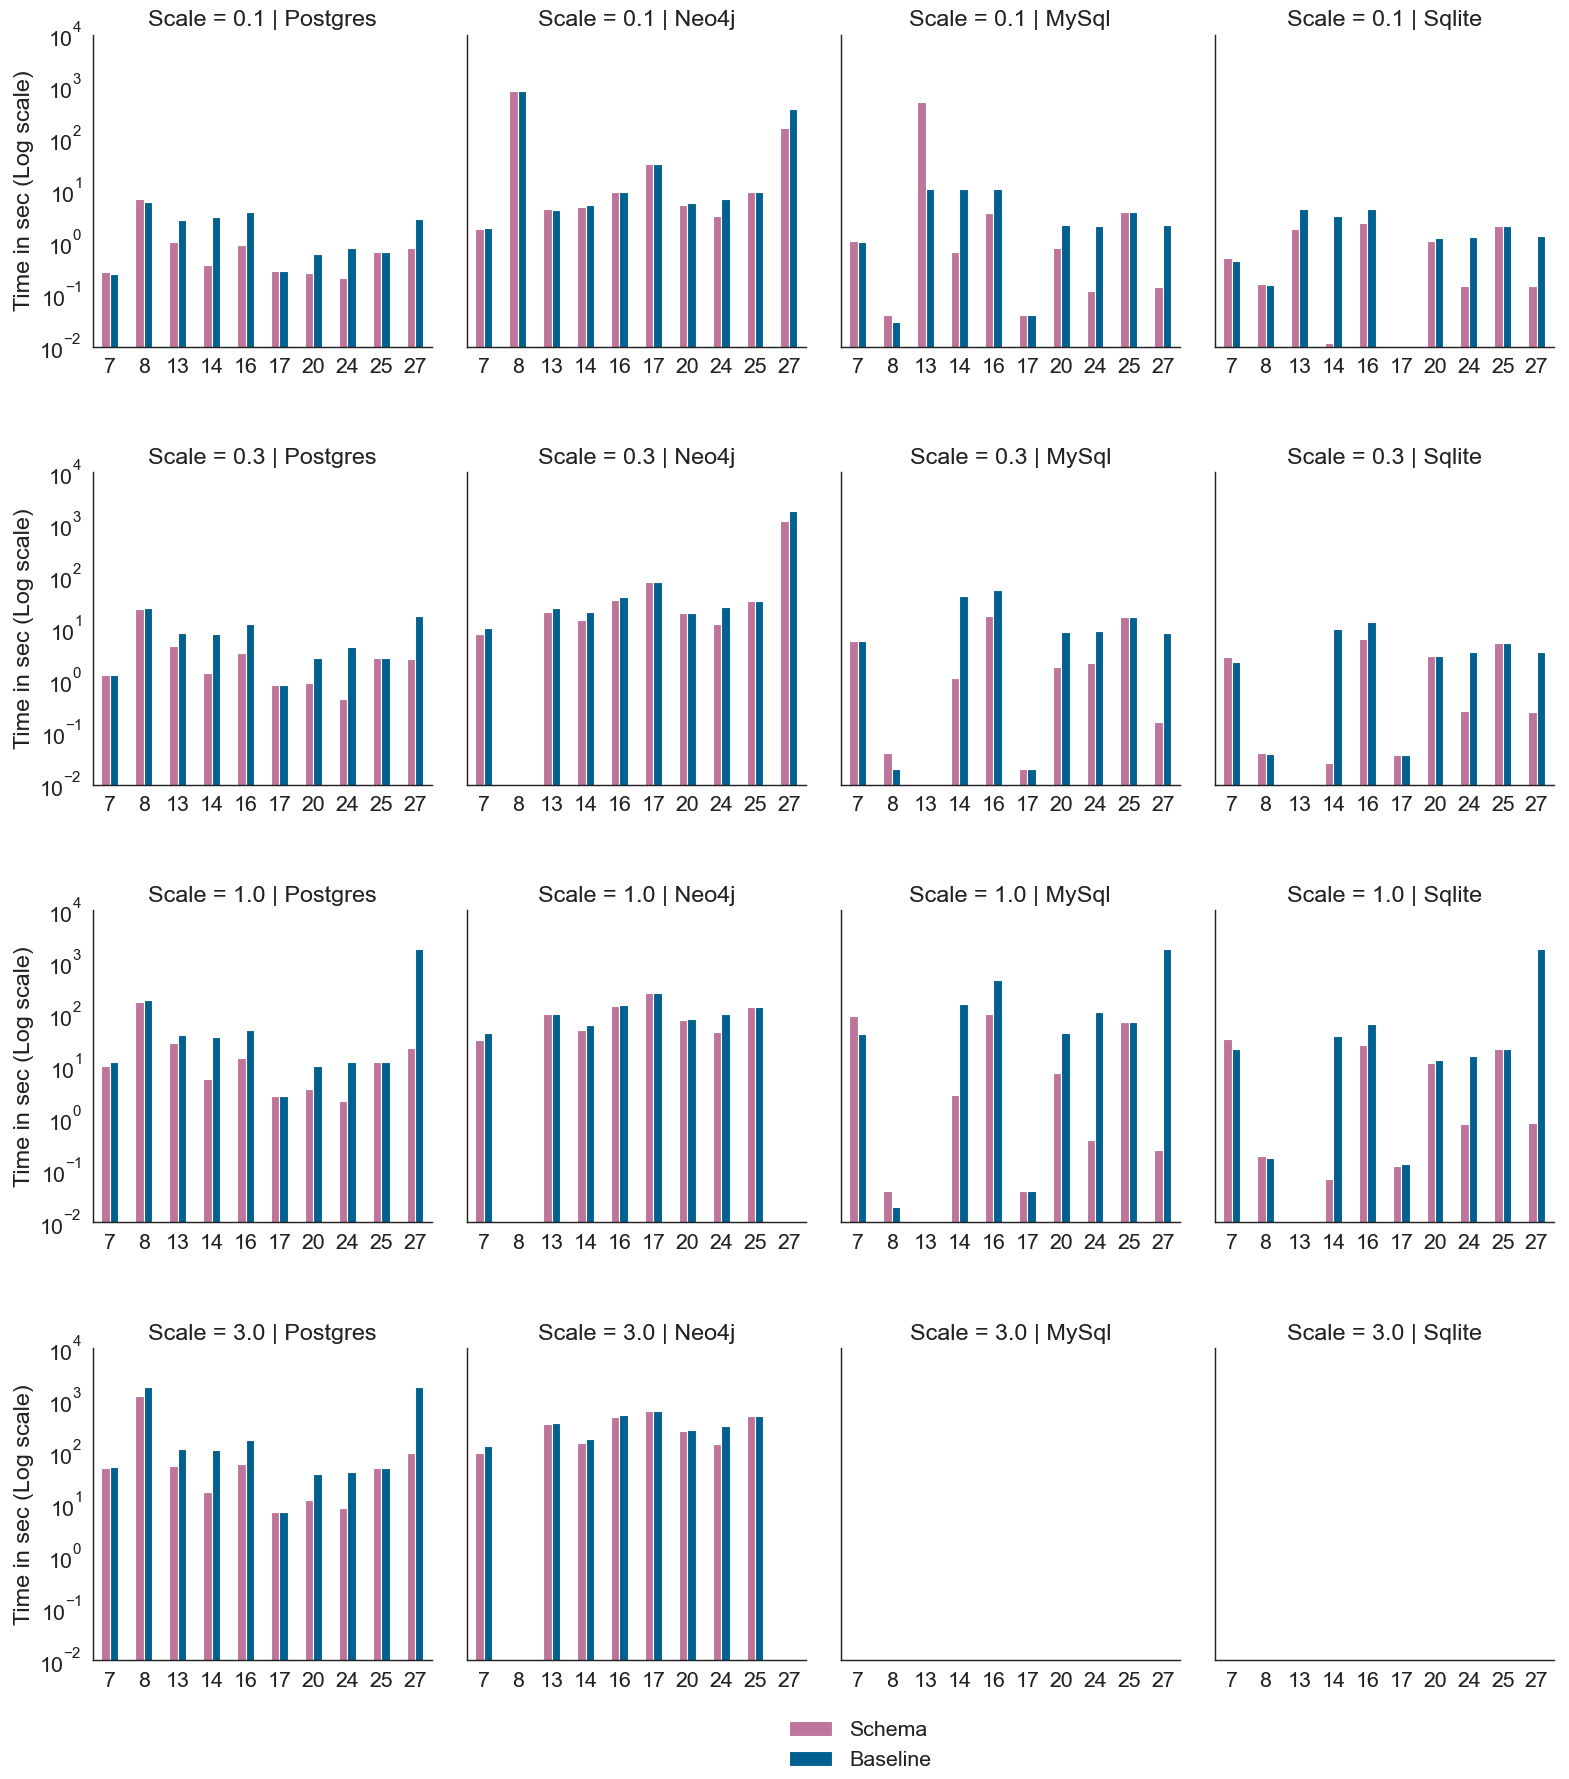 Scale = 0.1 | Postgres
Scale = 0.1 | Neo4j
Scale = 0.1 | MySql
Scale = 0.1 | Sqlite
Time in sec (Log scale)
10^4
10^3
10^2
10^1
10^0
10^−1
10^−2
7 8 13 14 16 17 20 24 25 27
7 8 13 14 16 17 20 24 25 27
7 8 13 14 16 17 20 24 25 27
7 8 13 14 16 17 20 24 25 27
Scale = 0.3 | Postgres
Scale = 0.3 | Neo4j
Scale = 0.3 | MySql
Scale = 0.3 | Sqlite
Time in sec (Log scale)
10^4
10^3
10^2
10^1
10^0
10^−1
10^−2
7 8 13 14 16 17 20 24 25 27
7 8 13 14 16 17 20 24 25 27
7 8 13 14 16 17 20 24 25 27
7 8 13 14 16 17 20 24 25 27
Scale = 1.0 | Postgres
Scale = 1.0 | Neo4j
Scale = 1.0 | MySql
Scale = 1.0 | Sqlite
Time in sec (Log scale)
10^4
10^3
10^2
10^1
10^0
10^−1
10^−2
7 8 13 14 16 17 20 24 25 27
7 8 13 14 16 17 20 24 25 27
7 8 13 14 16 17 20 24 25 27
7 8 13 14 16 17 20 24 25 27
Scale = 3.0 | Postgres
Scale = 3.0 | Neo4j
Scale = 3.0 | MySql
Scale = 3.0 | Sqlite
Time in sec (Log scale)
10^4
10^3
10^2
10^1
10^0
10^−1
10^−2
7 8 13 14 16 17 20 24 25 27
7 8 13 14 16 17 20 24 25 27
7 8 13 14 16 17 20 24 25 27
7 8 13 14 16 17 20 24 25 27
Schema
Baseline